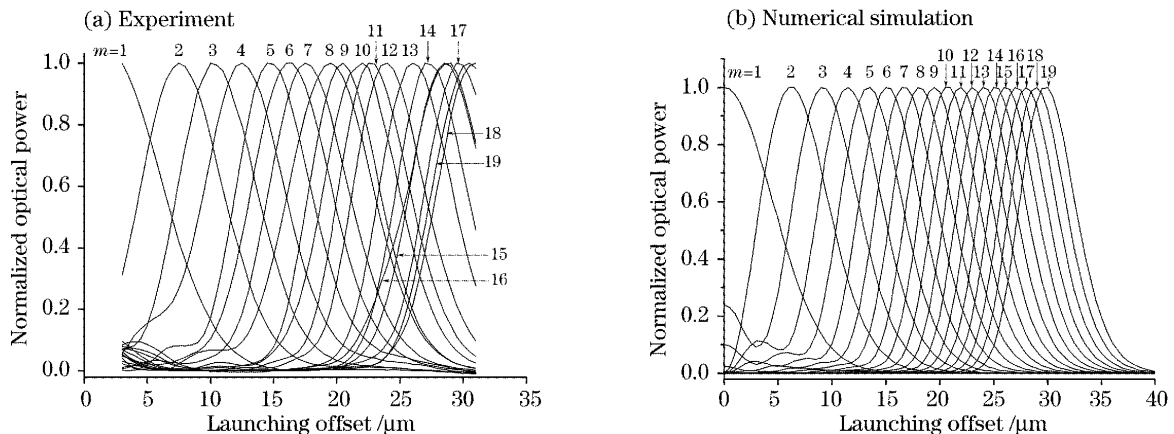 (a) Experiment
m=1 2 3 4 5 6 7 8 9 10 11 12 13 14 17
18
19
15
16
1.0
0.8
0.6
0.4
0.2
0.0
Normalized optical power
0 5 10 15 20 25 30 35
Launching offset /μm
(b) Numerical simulation
m=1 2 3 4 5 6 7 8 9 10 11 12 13 14 15 16 17 18 19
1.0
0.8
0.6
0.4
0.2
0.0
Normalized optical power
0 5 10 15 20 25 30 35 40
Launching offset /μm